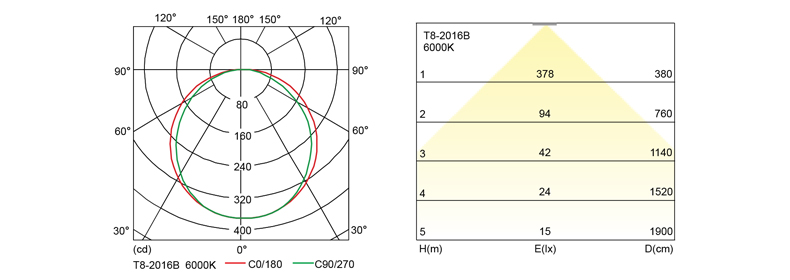 120° 150° 180° 150° 120°
90° 90°
80
60° 160 60°
240
320
30° 400 30°
(cd) 0°
T8-2016B 6000K C0/180 C90/270
T8-2016B
6000K
1 378 380
2 94 760
3 42 1140
4 24 1520
5 15 1900
H(m) E(lx) D(cm)